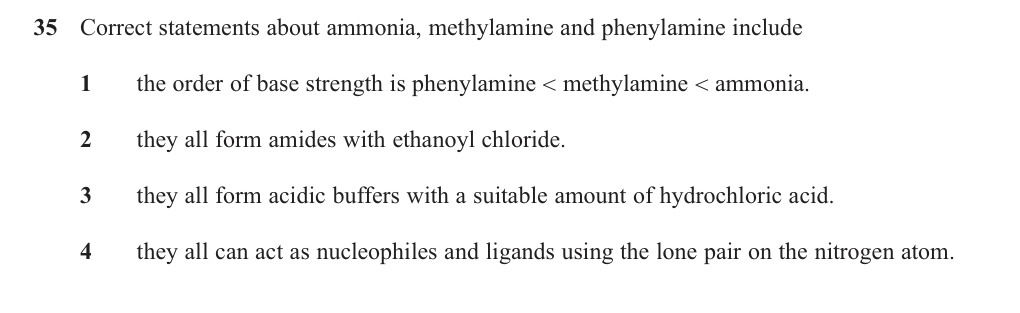 35 Correct statements about ammonia, methylamine and phenylamine include
1 the order of base strength is phenylamine < methylamine < ammonia.
2 they all form amides with ethanoyl chloride.
3 they all form acidic buffers with a suitable amount of hydrochloric acid.
4 they all can act as nucleophiles and ligands using the lone pair on the nitrogen atom.